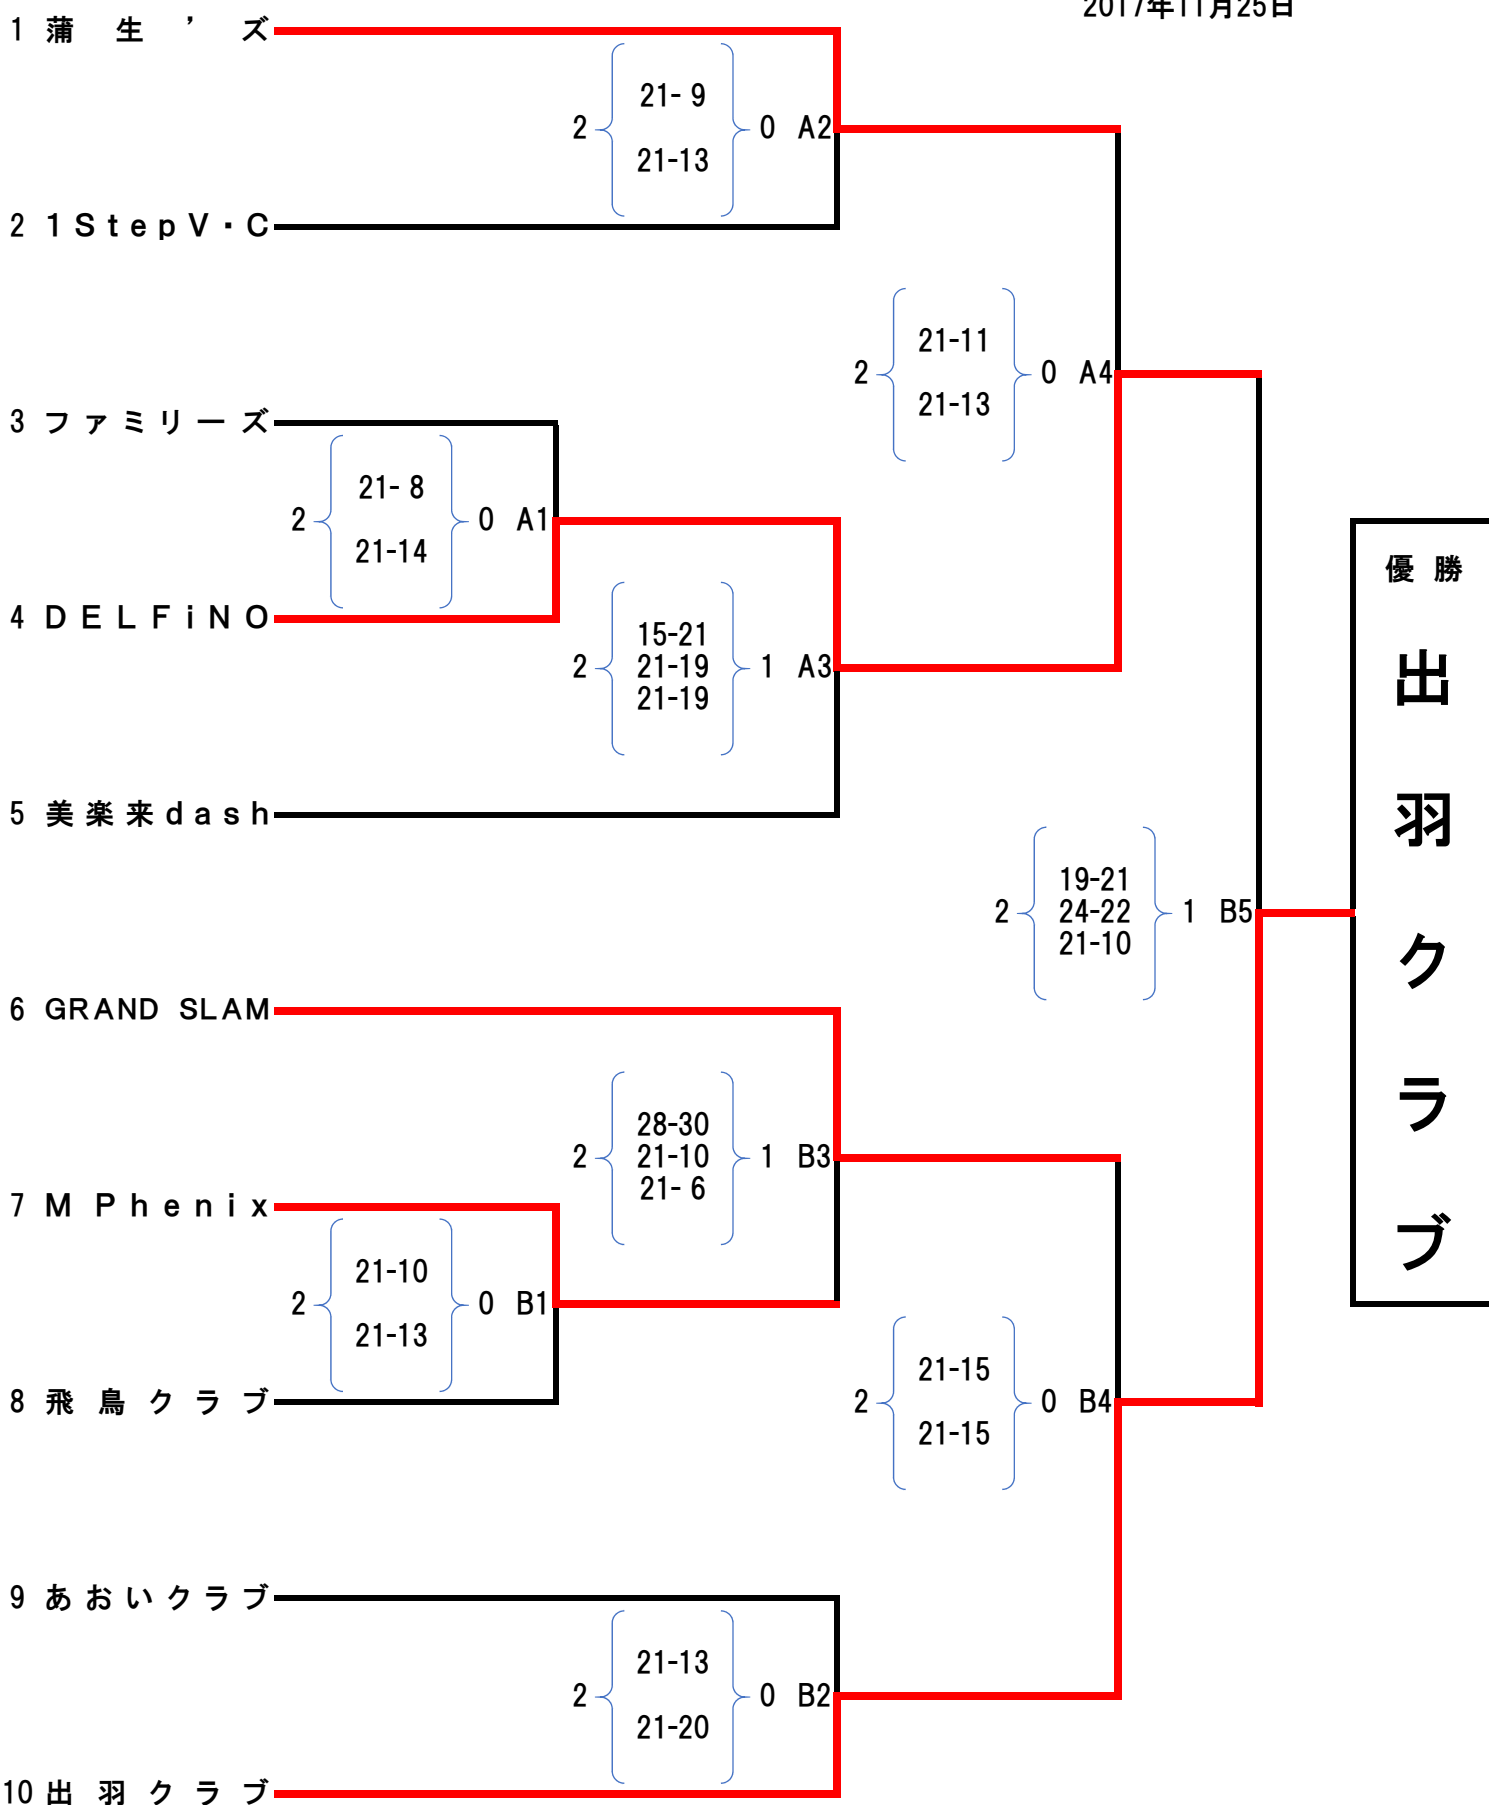 2017年11月25日
1 蒲生’ズ
21- 9
2 0 A2
21-13
2 1StepV・C
21-11
2 0 A4
21-13
3 ファミリーズ
21- 8
2 0 A1
21-14
4 DELFiNO
15-21
2 21-19 1 A3
21-19
5 美楽来dash
19-21
2 24-22 1 B5
21-10
優勝
出羽クラブ
6 GRAND SLAM
28-30
2 21-10 1 B3
21- 6
7 M Phenix
21-10
2 0 B1
21-13
8 飛鳥クラブ
21-15
2 0 B4
21-15
9 あおいクラブ
21-13
2 0 B2
21-20
10 出羽クラブ